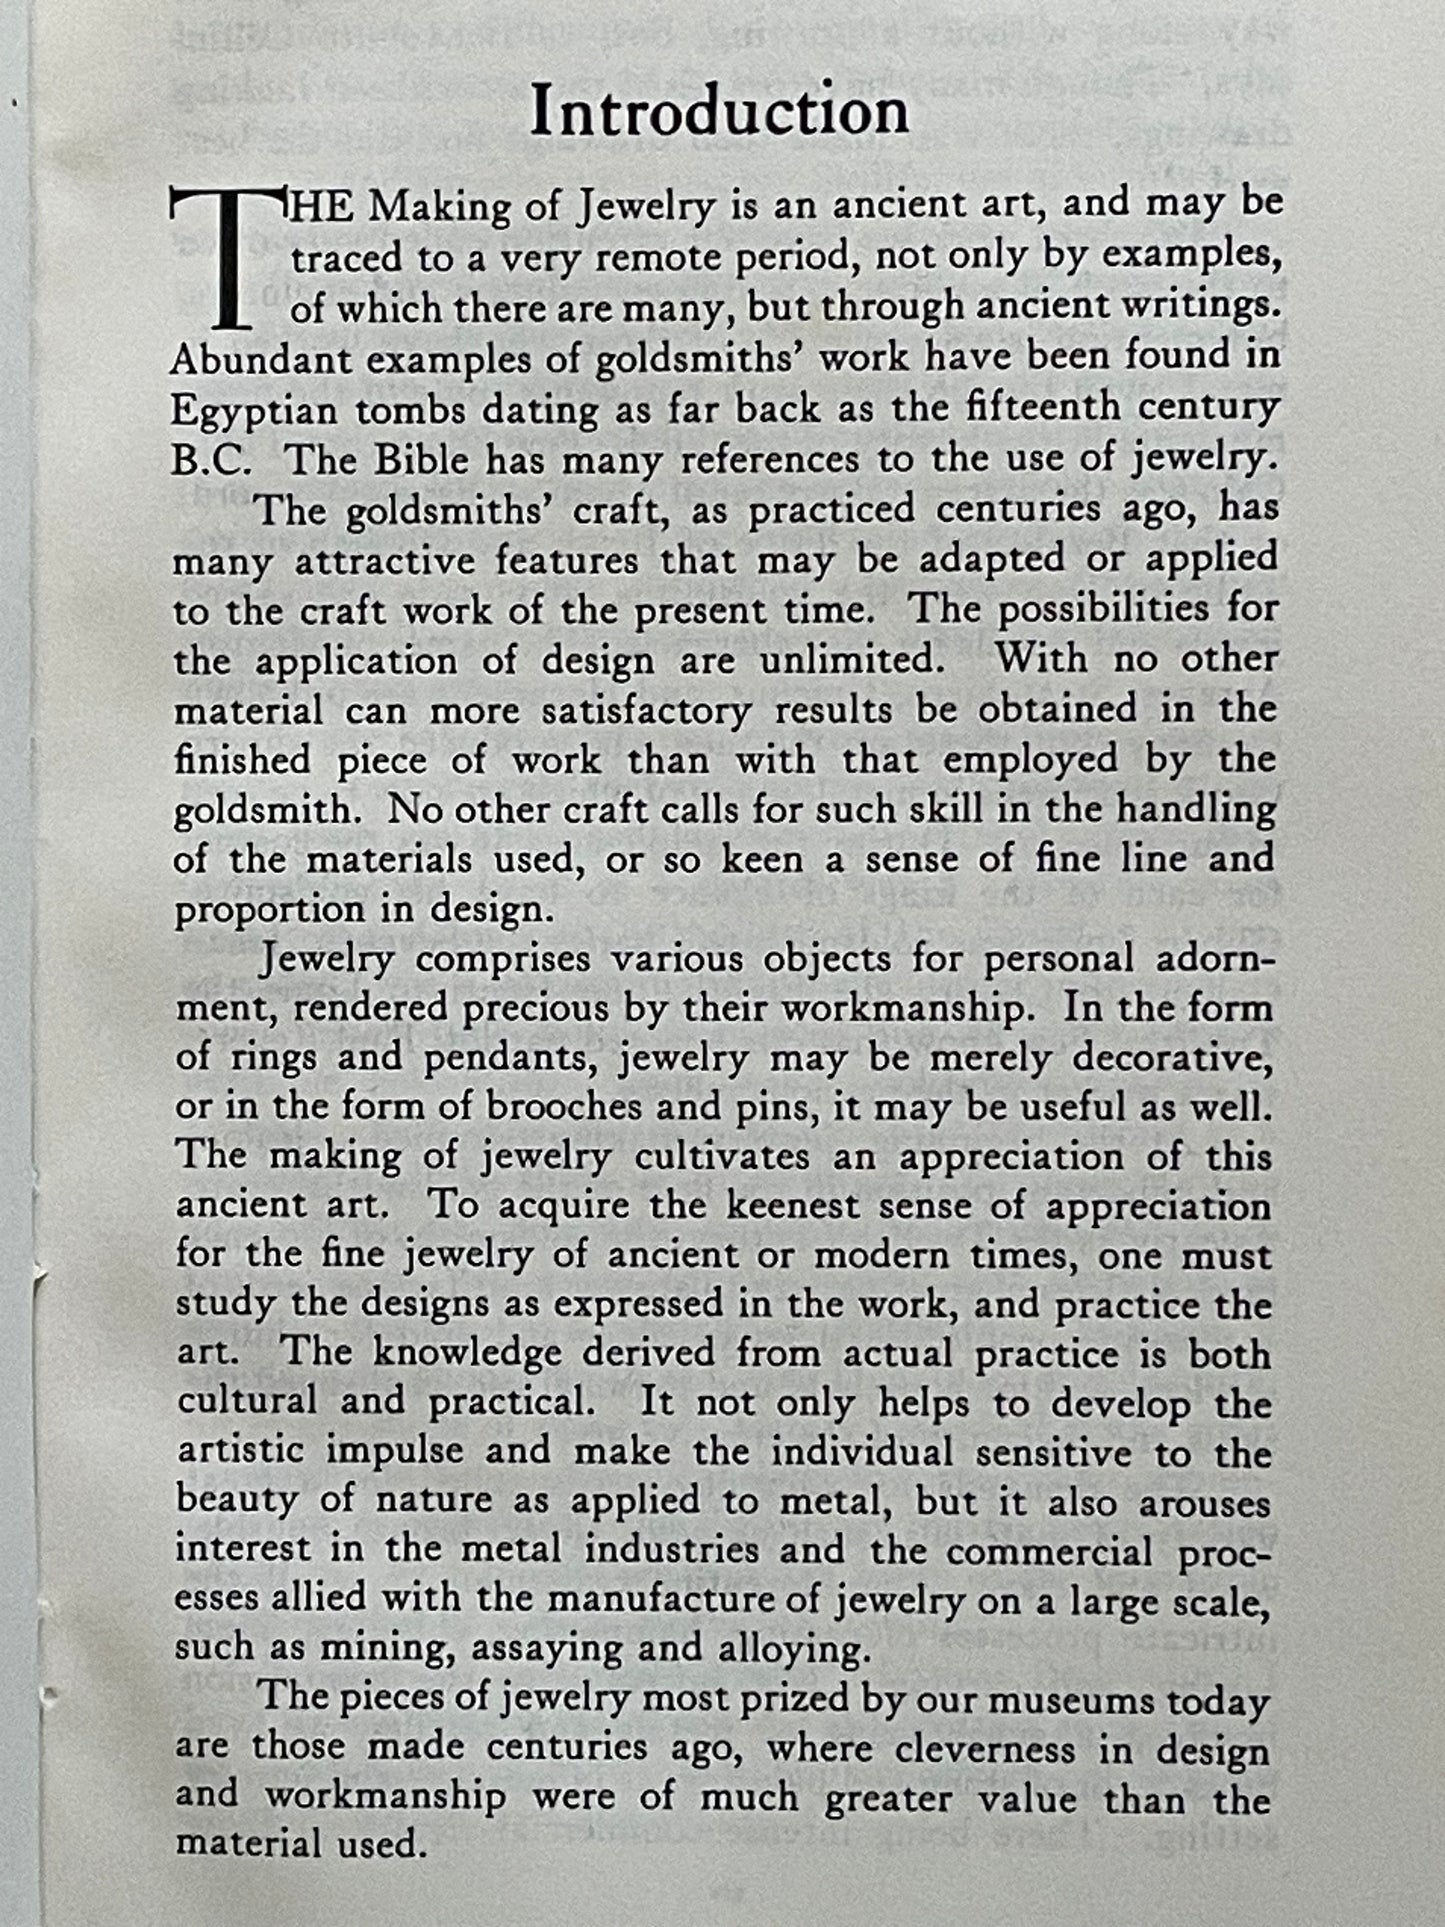 Introduction
THE Making of Jewelry is an ancient art, and may be
traced to a very remote period, not only by examples,
of which there are many, but through ancient writings.
Abundant examples of goldsmiths’ work have been found in
Egyptian tombs dating as far back as the fifteenth century
B.C. The Bible has many references to the use of jewelry.
The goldsmiths’ craft, as practiced centuries ago, has
many attractive features that may be adapted or applied
to the craft work of the present time. The possibilities for
the application of design are unlimited. With no other
material can more satisfactory results be obtained in the
finished piece of work than with that employed by the
goldsmith. No other craft calls for such skill in the handling
of the materials used, or so keen a sense of fine line and
proportion in design.
Jewelry comprises various objects for personal adorn-
ment, rendered precious by their workmanship. In the form
of rings and pendants, jewelry may be merely decorative,
or in the form of brooches and pins, it may be useful as well.
The making of jewelry cultivates an appreciation of this
ancient art. To acquire the keenest sense of appreciation
for the fine jewelry of ancient or modern times, one must
study the designs as expressed in the work, and practice the
art. The knowledge derived from actual practice is both
cultural and practical. It not only helps to develop the
artistic impulse and make the individual sensitive to the
beauty of nature as applied to metal, but it also arouses
interest in the metal industries and the commercial proc-
esses allied with the manufacture of jewelry on a large scale,
such as mining, assaying and alloying.
The pieces of jewelry most prized by our museums today
are those made centuries ago, where cleverness in design
and workmanship were of much greater value than the
material used.